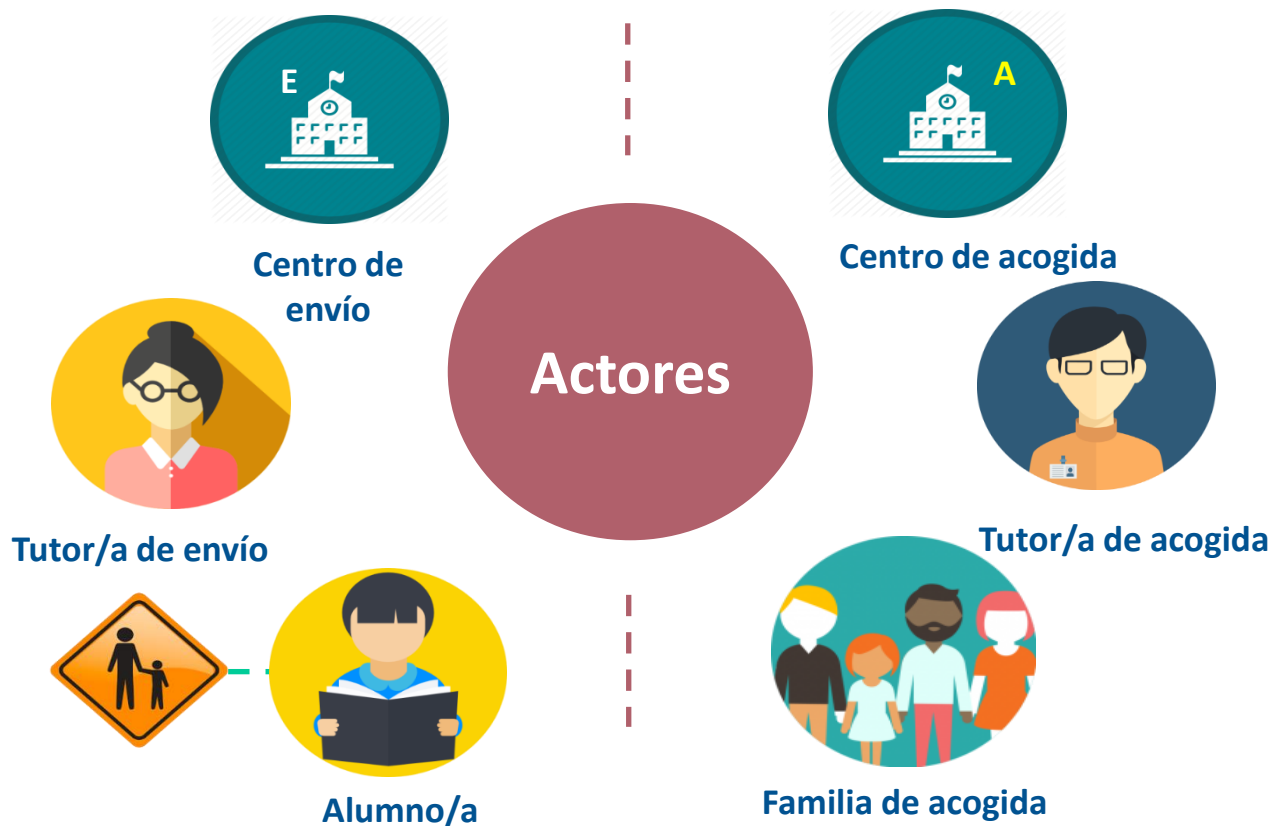 E
A
Centro de
envío
Centro de acogida
Actores
Tutor/a de envío
Tutor/a de acogida
Alumno/a
Familia de acogida